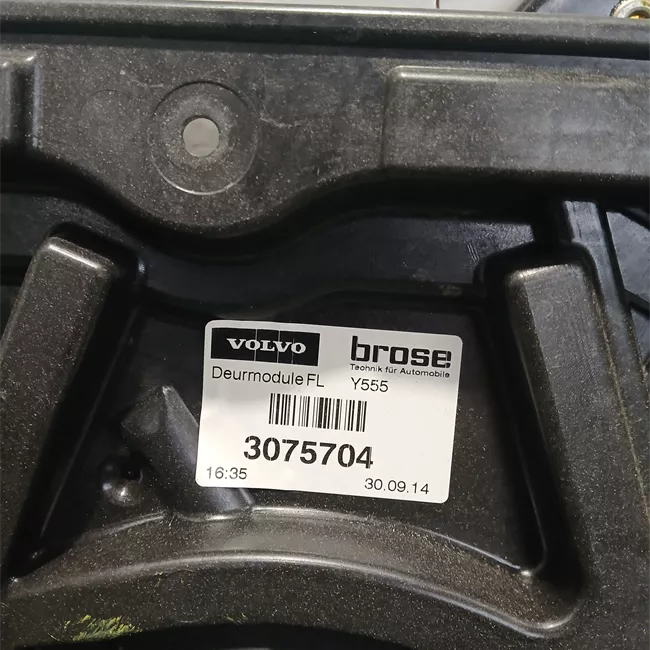 VOLVO brose
Technik für Automobile
Deurmodule FL Y555
3075704
16:35 30.09.14